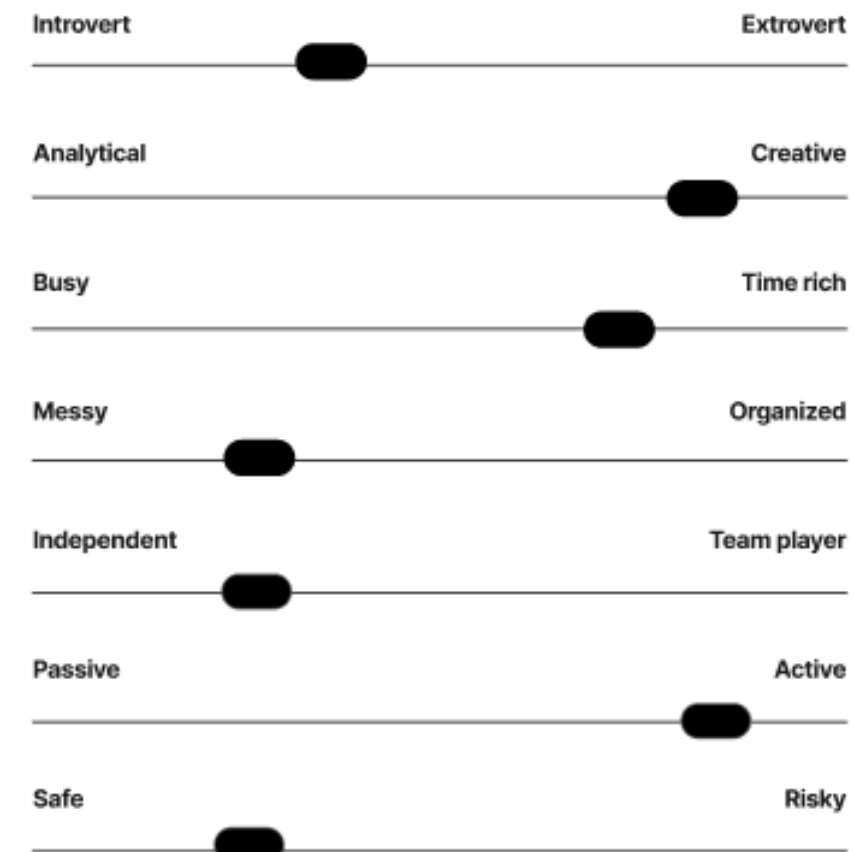 Introvert Extrovert
Analytical Creative
Busy Time rich
Messy Organized
Independent Team player
Passive Active
Safe Risky